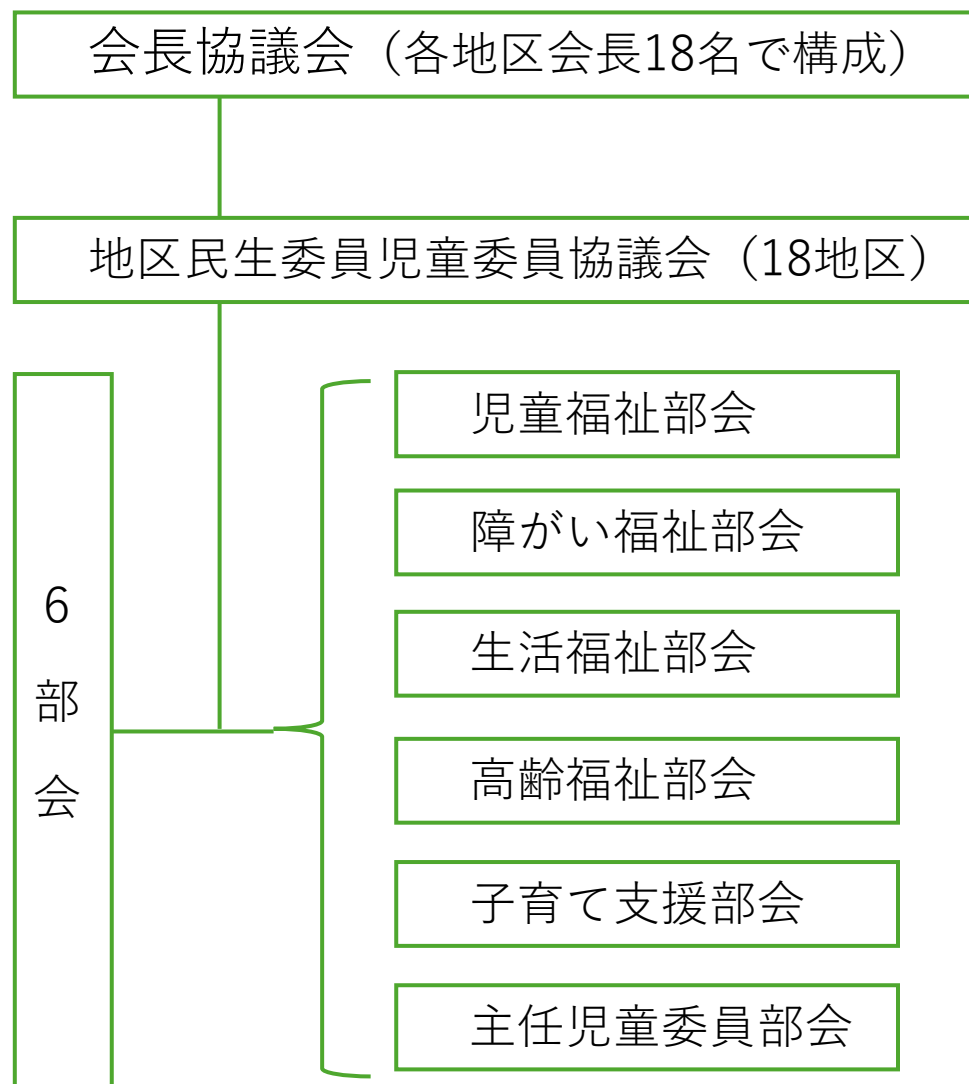 会長協議会（各地区会長18名で構成）
地区民生委員児童委員協議会（18地区）
6部会
児童福祉部会
障がい福祉部会
生活福祉部会
高齢福祉部会
子育て支援部会
主任児童委員部会